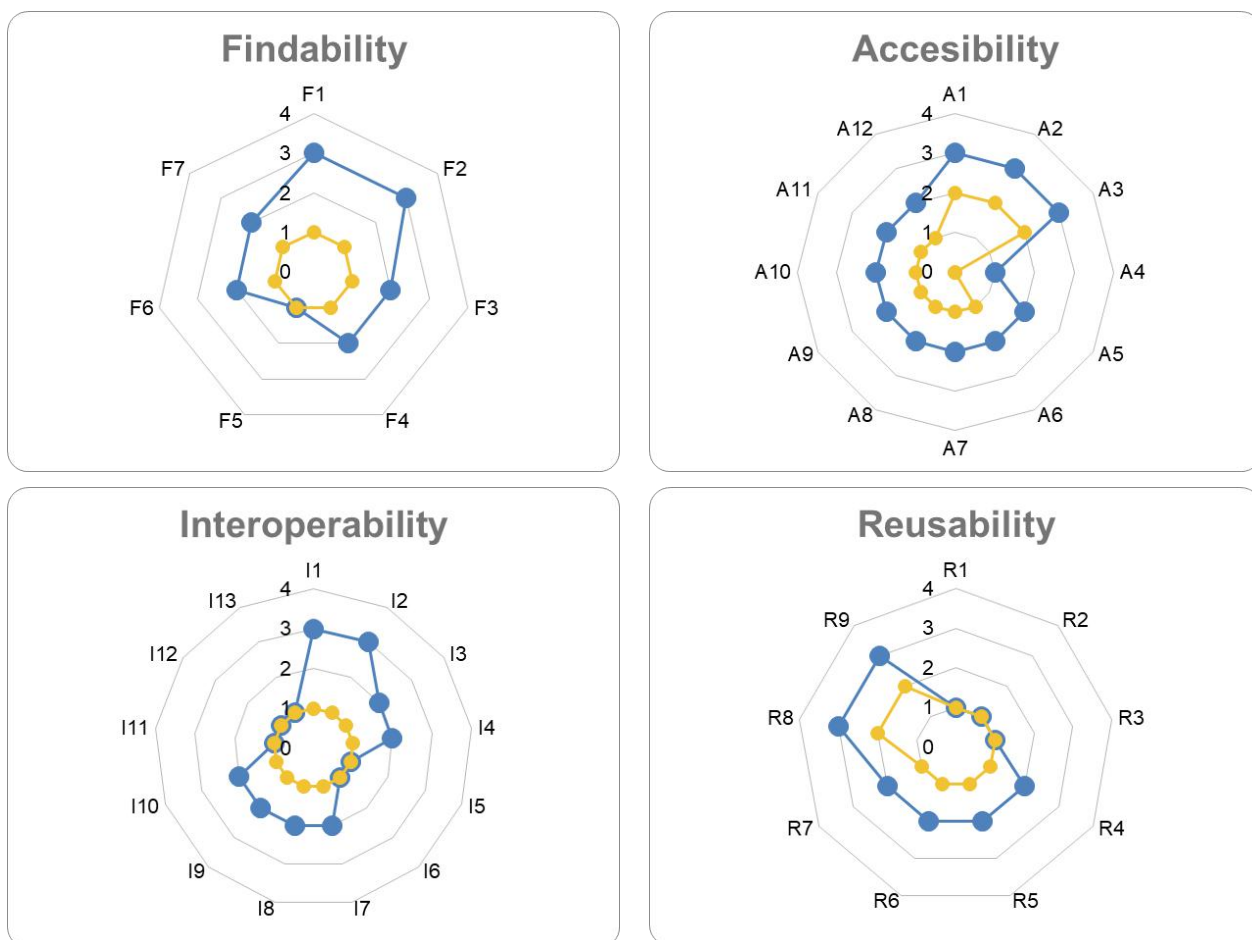 Findability
F1
4
3
2
1
0
F2
F3
F4
F5
F6
F7
Accesibility
A1
4
3
2
1
0
A2
A3
A4
A5
A6
A7
A8
A9
A10
A11
A12
Interoperability
I1
4
3
2
1
0
I2
I3
I4
I5
I6
I7
I8
I9
I10
I11
I12
I13
Reusability
R1
4
3
2
1
0
R2
R3
R4
R5
R6
R7
R8
R9